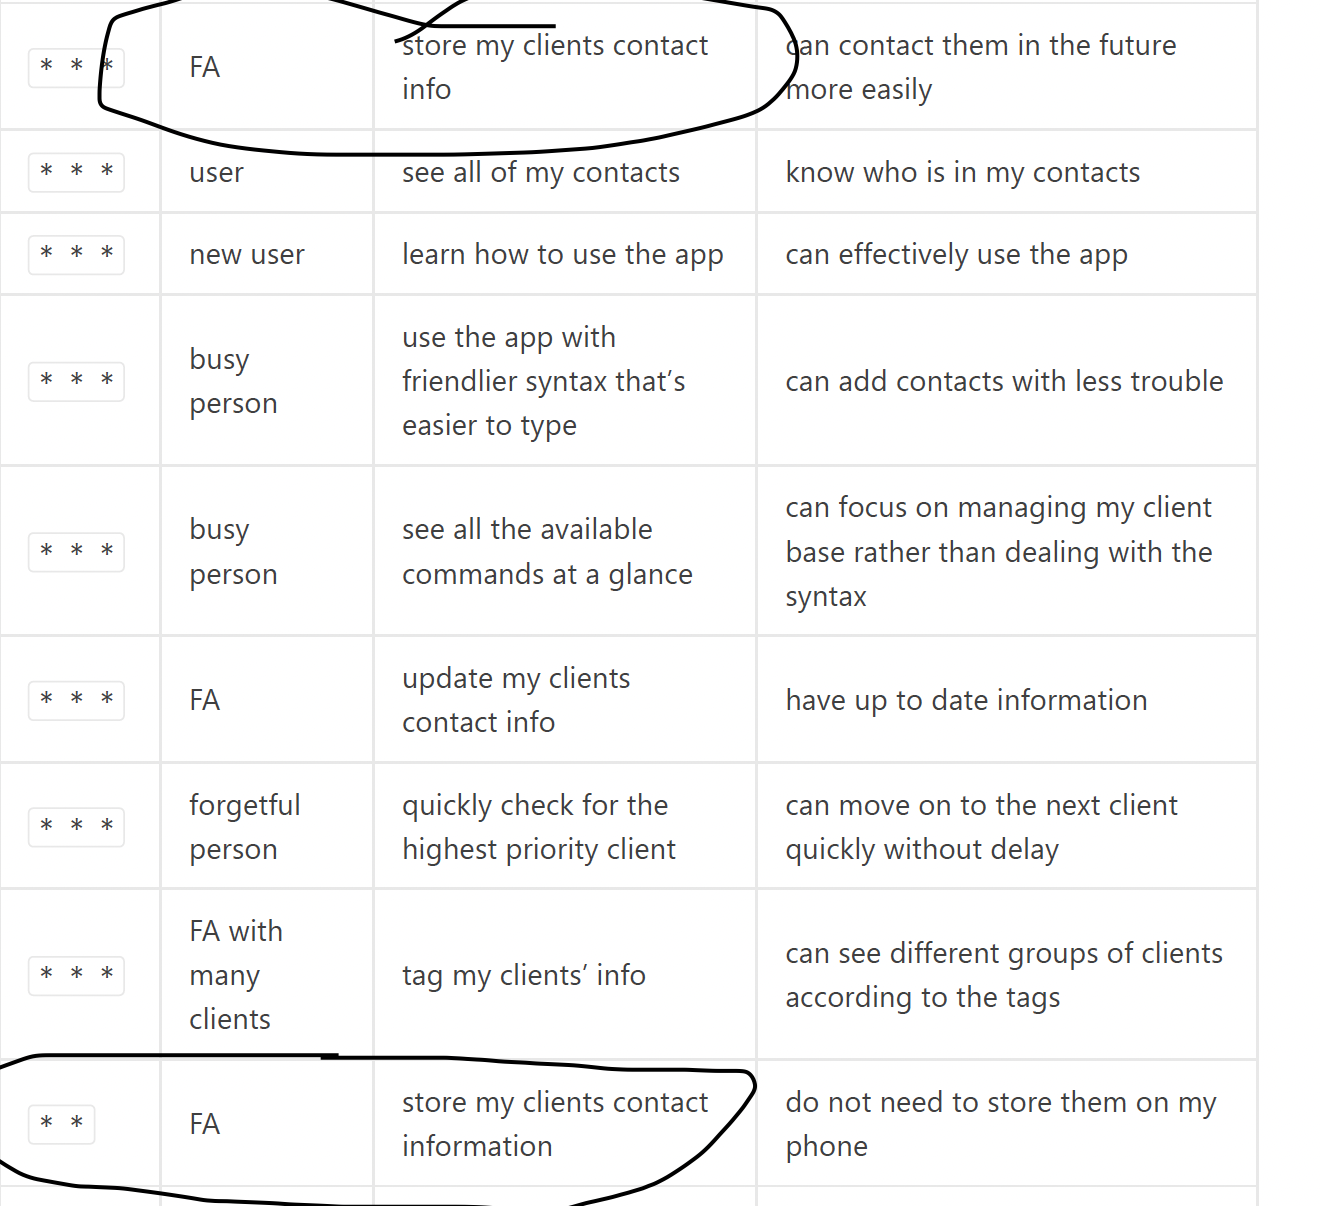 * * * FA store my clients contact can contact them in the future
info more easily
* * * user see all of my contacts know who is in my contacts
* * * new user learn how to use the app can effectively use the app
use the app with
busy
* * * friendlier syntax that’s can add contacts with less trouble
person
easier to type
can focus on managing my client
busy see all the available
* * * base rather than dealing with the
person commands at a glance
syntax
update my clients
* * * FA have up to date information
contact info
forgetful quickly check for the can move on to the next client
* * *
person highest priority client quickly without delay
FA with
can see different groups of clients
* * * many tag my clients’ info
according to the tags
clients
store my clients contact do not need to store them on my
* * FA
information phone